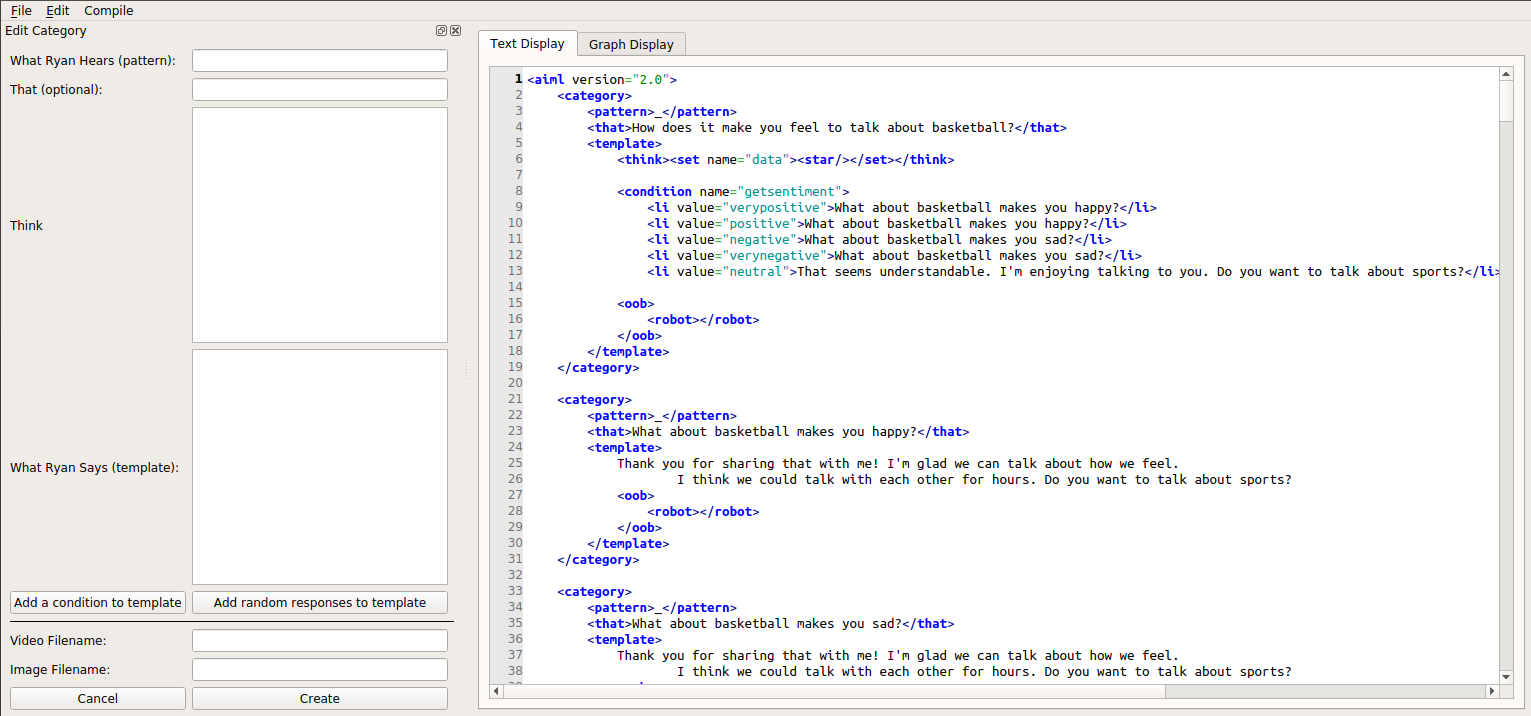 File Edit Compile
Edit Category
What Ryan Hears (pattern):
That (optional):
Think
What Ryan Says (template):
Add a condition to template
Add random responses to template
Video Filename:
Image Filename:
Cancel
Create
Text Display
Graph Display
1 <aiml version="2.0">
2     <category>
3         <pattern>_</pattern>
4         <that>How does it make you feel to talk about basketball?</that>
5         <template>
6             <think><set name="data"><star/></set></think>
7
8             <condition name="getsentiment">
9                 <li value="verypositive">What about basketball makes you happy?</li>
10                 <li value="positive">What about basketball makes you happy?</li>
11                 <li value="negative">What about basketball makes you sad?</li>
12                 <li value="verynegative">What about basketball makes you sad?</li>
13                 <li value="neutral">That seems understandable. I'm enjoying talking to you. Do you want to talk about sports?</li>
14
15             <oob>
16                 <robot></robot>
17             </oob>
18         </template>
19     </category>
20
21     <category>
22         <pattern>_</pattern>
23         <that>What about basketball makes you happy?</that>
24         <template>
25             Thank you for sharing that with me! I'm glad we can talk about how we feel.
26                     I think we could talk with each other for hours. Do you want to talk about sports?
27             <oob>
28                 <robot></robot>
29             </oob>
30         </template>
31     </category>
32
33     <category>
34         <pattern>_</pattern>
35         <that>What about basketball makes you sad?</that>
36         <template>
37             Thank you for sharing that with me! I'm glad we can talk about how we feel.
38                     I think we could talk with each other for hours. Do you want to talk about sports?